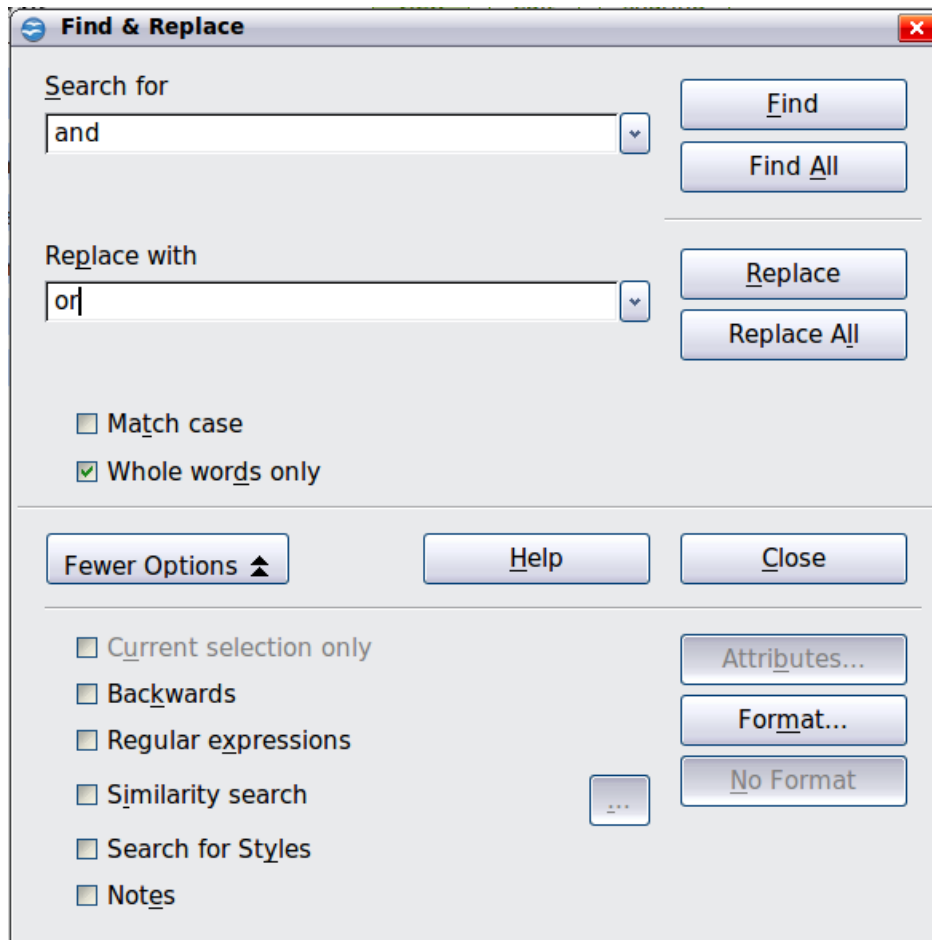 Find & Replace
Search for
and
Find
Find All
Replace with
or
Replace
Replace All
Match case
Whole words only
Fewer Options
Help
Close
Current selection only
Attributes...
Backwards
Format...
Regular expressions
No Format
Similarity search
...
Search for Styles
Notes